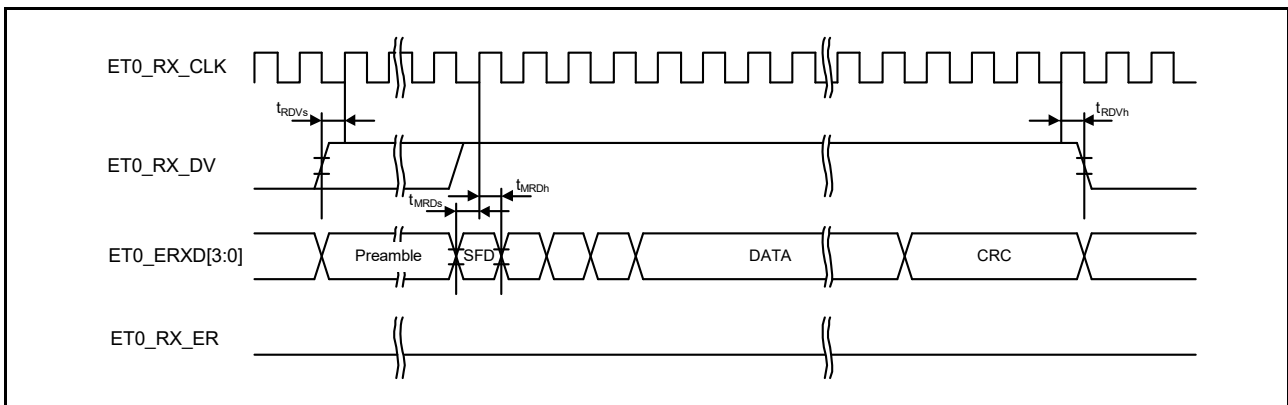 ET0_RX_CLK
tRDVs
tRDVh
ET0_RX_DV
tMRDh
tMRDs
ET0_ERXD[3:0]
Preamble
SFD
DATA
CRC
ET0_RX_ER